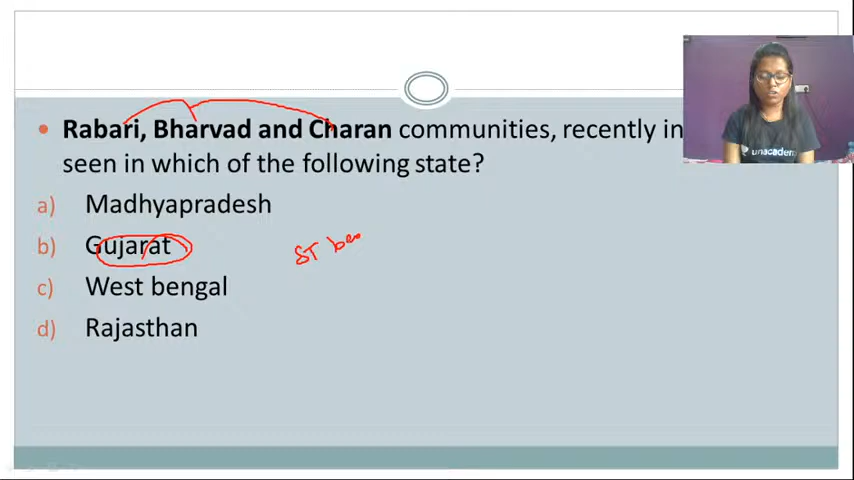 Rabari, Bharvad and Charan communities, recently in
seen in which of the following state?
a) Madhyapradesh
b) Gujarat
ST
c) West bengal
d) Rajasthan
unacadem